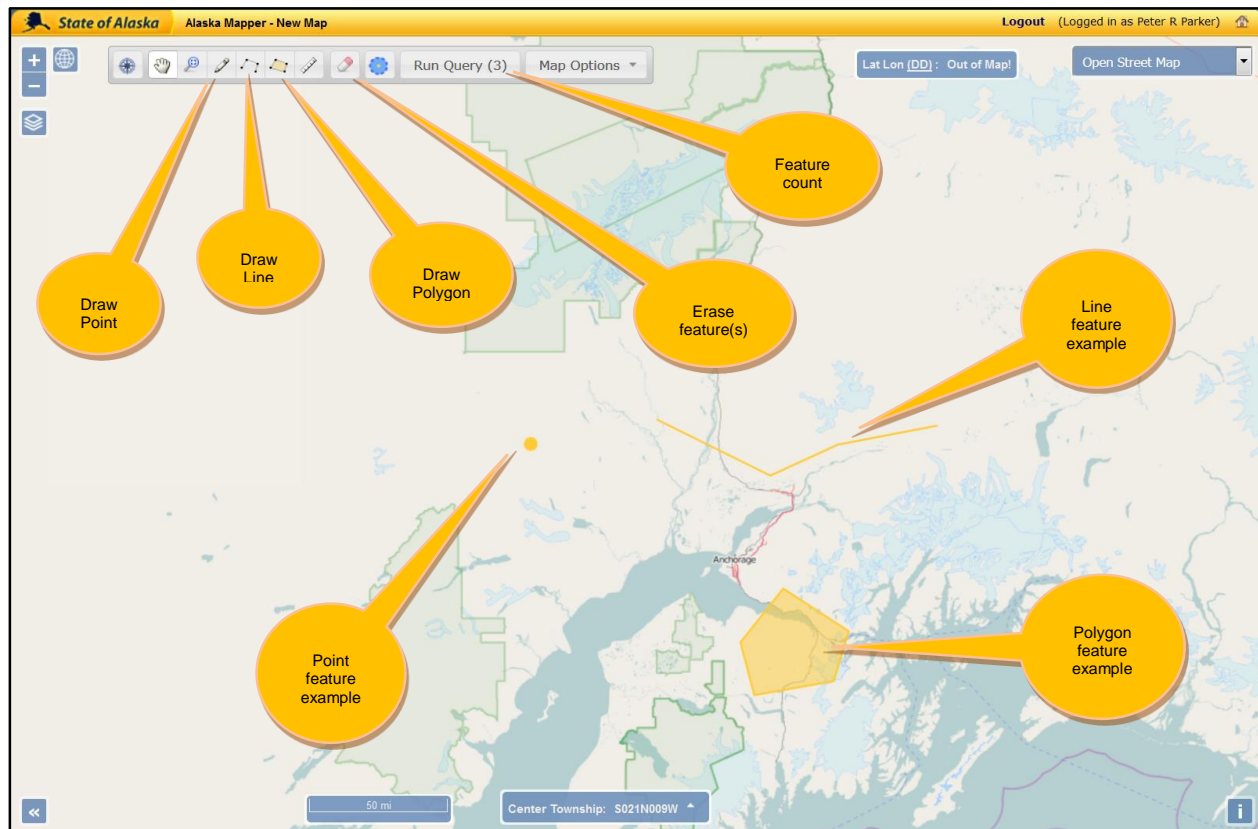 State of Alaska Alaska Mapper - New Map Logout (Logged in as Peter R Parker)
+
−
Run Query (3) Map Options
Lat Lon (DD) : Out of Map!
Open Street Map
Feature
count
Draw
Line
Draw
Polygon
Draw
Point
Erase
feature(s)
Line
feature
example
Anchorage
Point
feature
example
Polygon
feature
example
«
50 mi
Center Township: S021N009W
i